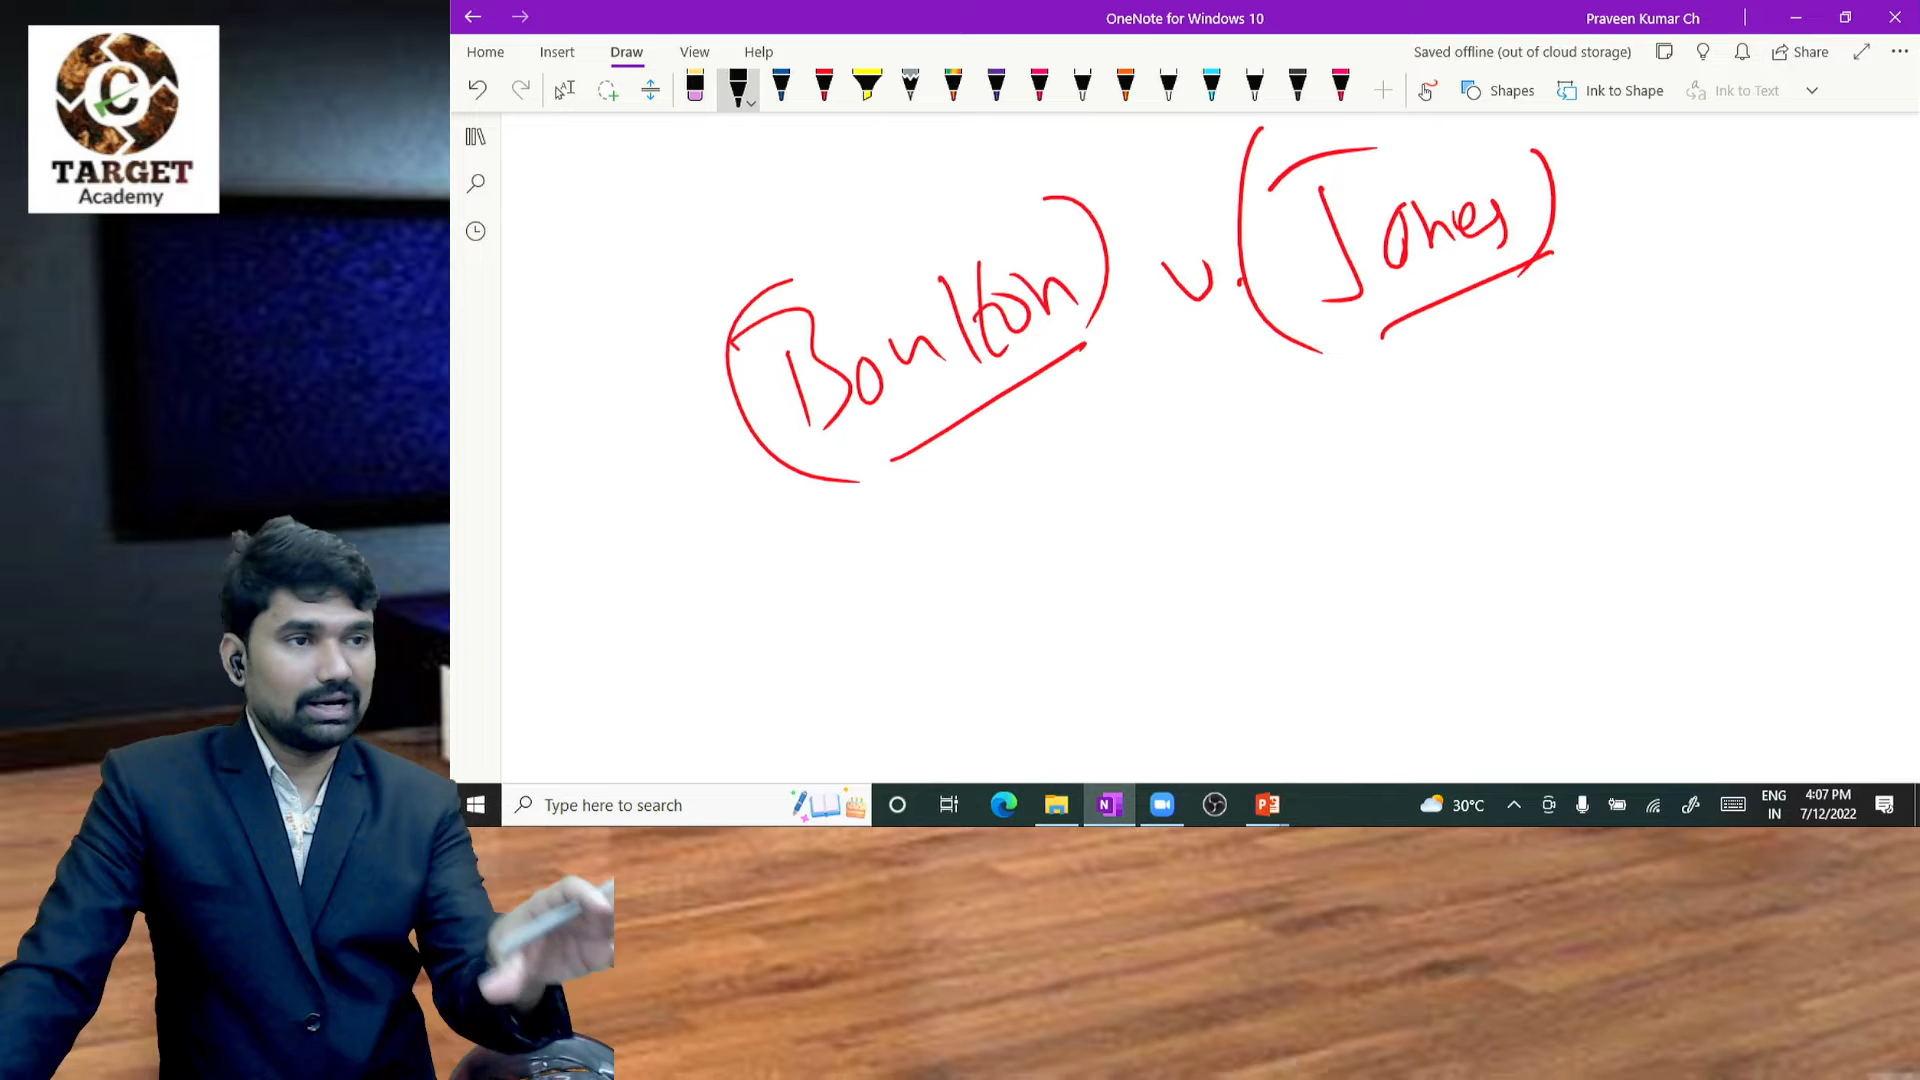 TARGET
Academy
OneNote for Windows 10
Praveen Kumar Ch
Home Insert Draw View Help
Saved offline (out of cloud storage)
Share
Shapes
Ink to Shape
Ink to Text
(Boulton) v. (Jones)
Type here to search
30°C
ENG
IN
4:07 PM
7/12/2022